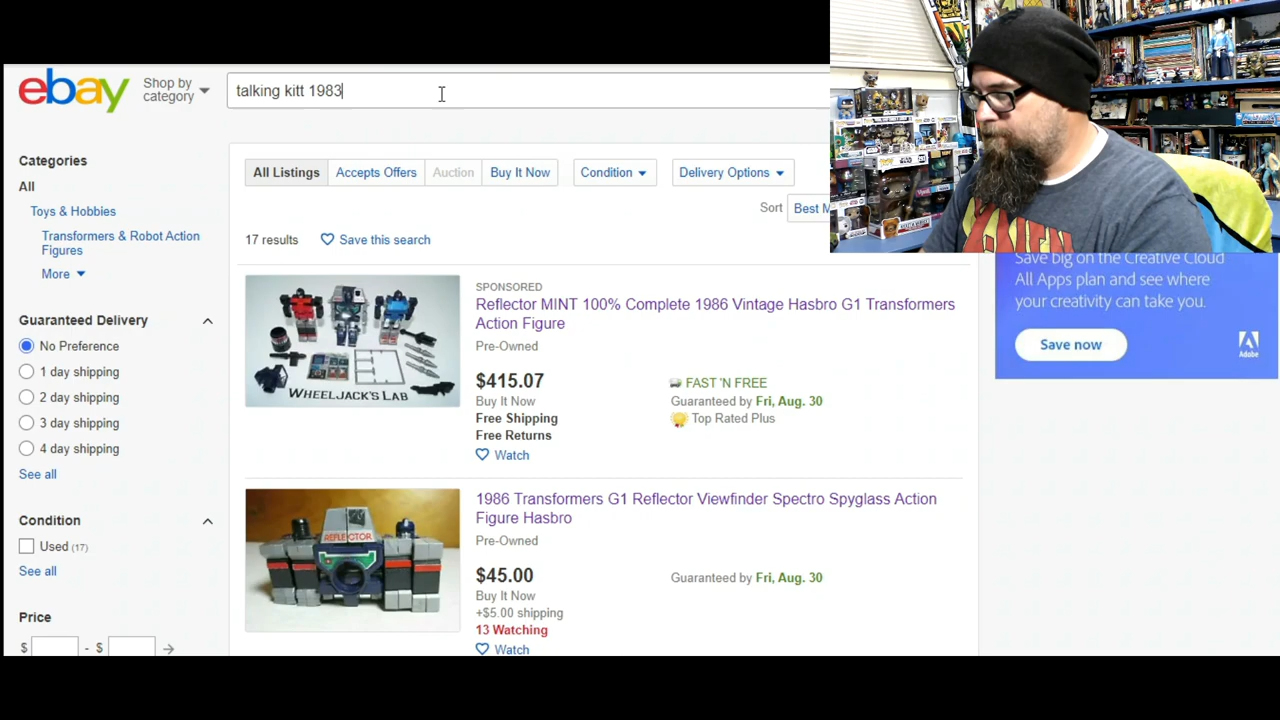 ebay
Shop by
category
talking kitt 1983
Categories
All
Toys & Hobbies
Transformers & Robot Action
Figures
More
Guaranteed Delivery
No Preference
1 day shipping
2 day shipping
3 day shipping
4 day shipping
See all
Condition
Used (17)
See all
Price
$ - $
All Listings
Accepts Offers
Auction
Buy It Now
Condition
Delivery Options
Sort
Best M
17 results
Save this search
SPONSORED
Reflector MINT 100% Complete 1986 Vintage Hasbro G1 Transformers
Action Figure
Pre-Owned
$415.07
Buy It Now
Free Shipping
Free Returns
Watch
FAST 'N FREE
Guaranteed by Fri, Aug. 30
Top Rated Plus
WHEELJACK'S LAB
1986 Transformers G1 Reflector Viewfinder Spectro Spyglass Action
Figure Hasbro
Pre-Owned
$45.00
Buy It Now
+$5.00 shipping
13 Watching
Watch
Guaranteed by Fri, Aug. 30
REFLECTOR
Save big on the Creative Cloud
All Apps plan and see where
your creativity can take you.
Save now
Adobe